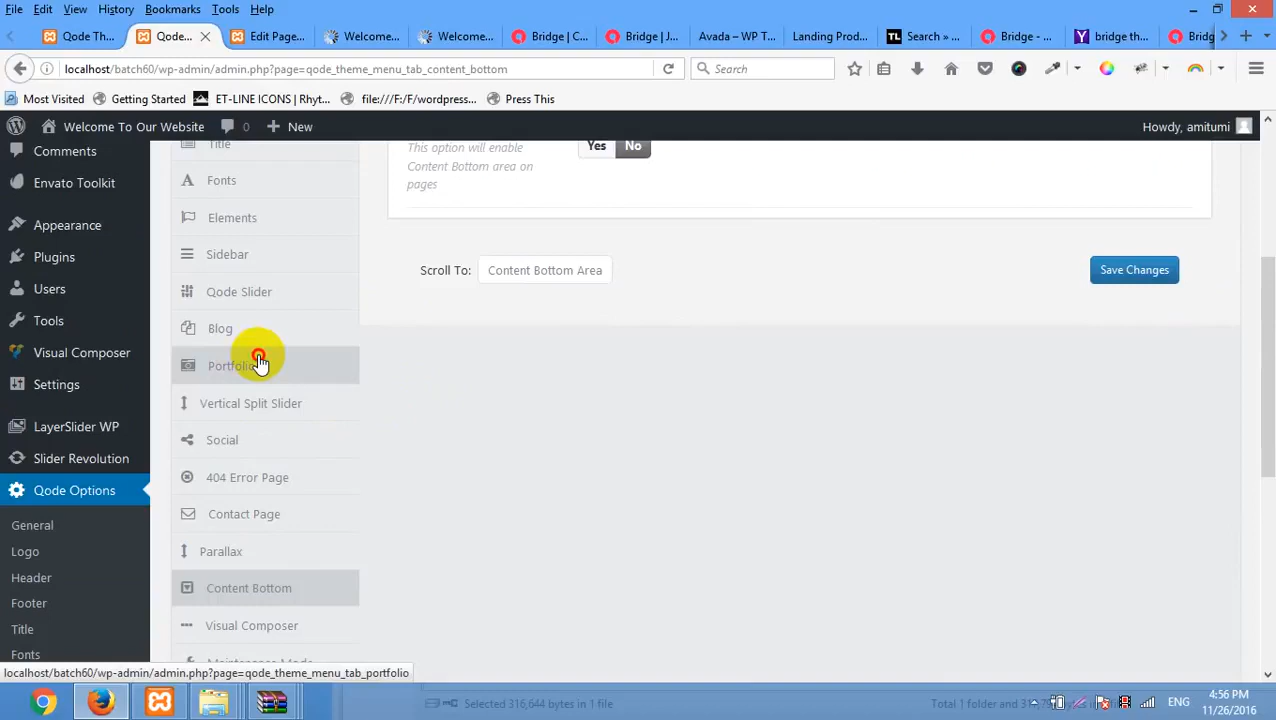 File Edit View History Bookmarks Tools Help
Qode Th... Qode... Edit Page... Welcome... Welcome... Bridge | C... Bridge | J... Avada – WP T... Landing Prod... Search » ... Bridge - ... bridge th... Bridg
localhost/batch60/wp-admin/admin.php?page=qode_theme_menu_tab_content_bottom Search
Most Visited Getting Started ET-LINE ICONS | Rhyt... file:///F:/F/wordpress... Press This
Welcome To Our Website 0 New Howdy, amitumi
Comments
Envato Toolkit
Appearance
Plugins
Users
Tools
Visual Composer
Settings
LayerSlider WP
Slider Revolution
Qode Options
General
Logo
Header
Footer
Title
Fonts
Title
Fonts
Elements
Sidebar
Qode Slider
Blog
Portfolio
Vertical Split Slider
Social
404 Error Page
Contact Page
Parallax
Content Bottom
Visual Composer
Maintenance Mode
This option will enable
Content Bottom area on
pages
Yes No
Scroll To: Content Bottom Area Save Changes
localhost/batch60/wp-admin/admin.php?page=qode_theme_menu_tab_portfolio
Selected 316,644 bytes in 1 file
Total 1 folder and
ENG
4:56 PM
11/26/2016